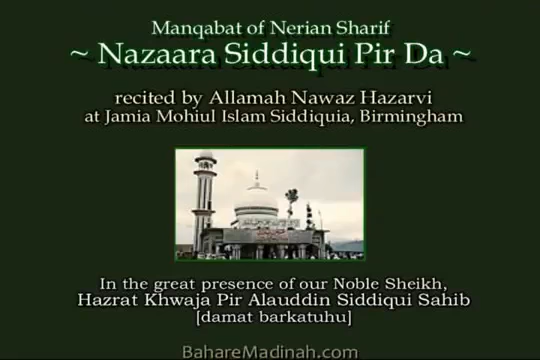 Manqabat of Nerian Sharif
~ Nazaara Siddiqui Pir Da ~
recited by Allamah Nawaz Hazarvi
at Jamia Mohiul Islam Siddiquia, Birmingham
In the great presence of our Noble Sheikh,
Hazrat Khwaja Pir Alauddin Siddiqui Sahib
[damat barkatuhu]
BahareMadinah.com